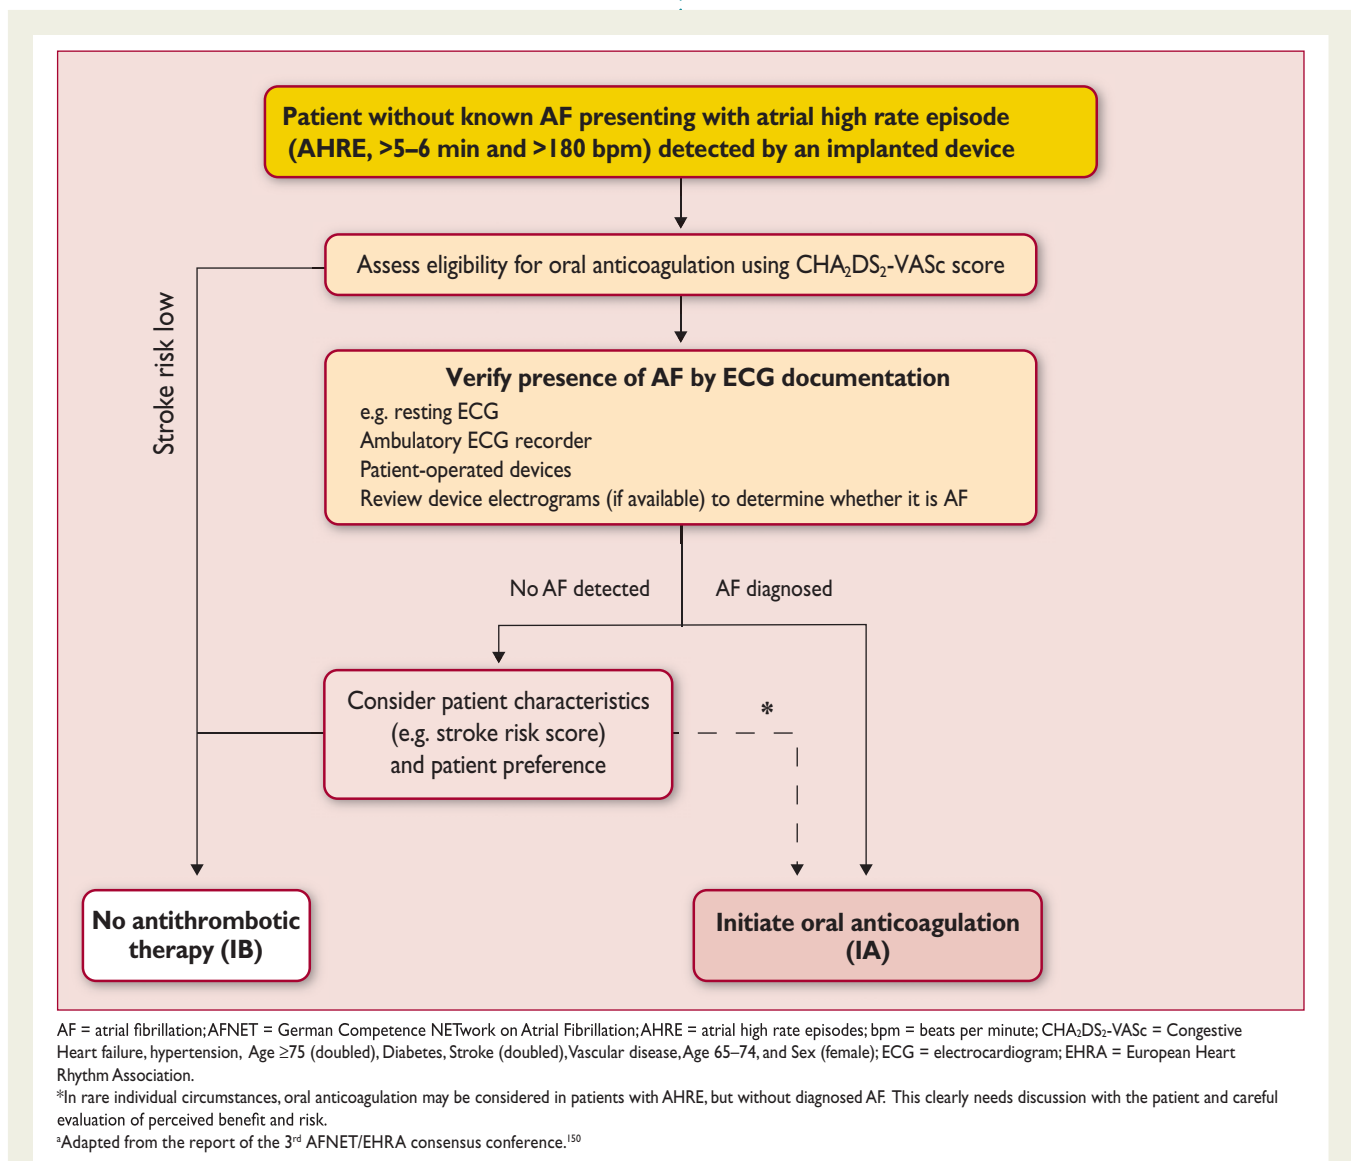 Patient without known AF presenting with atrial high rate episode
(AHRE, >5–6 min and >180 bpm) detected by an implanted device
Assess eligibility for oral anticoagulation using CHA₂DS₂-VASc score
Stroke risk low
Verify presence of AF by ECG documentation
e.g. resting ECG
Ambulatory ECG recorder
Patient-operated devices
Review device electrograms (if available) to determine whether it is AF
No AF detected
AF diagnosed
Consider patient characteristics
(e.g. stroke risk score)
and patient preference
*
No antithrombotic
therapy (IB)
Initiate oral anticoagulation
(IA)
AF = atrial fibrillation; AFNET = German Competence NETwork on Atrial Fibrillation; AHRE = atrial high rate episodes; bpm = beats per minute; CHA₂DS₂-VASc = Congestive
Heart failure, hypertension, Age ≥75 (doubled), Diabetes, Stroke (doubled), Vascular disease, Age 65–74, and Sex (female); ECG = electrocardiogram; EHRA = European Heart
Rhythm Association.
*In rare individual circumstances, oral anticoagulation may be considered in patients with AHRE, but without diagnosed AF. This clearly needs discussion with the patient and careful
evaluation of perceived benefit and risk.
ᵃAdapted from the report of the 3ʳᵈ AFNET/EHRA consensus conference.¹⁵⁰